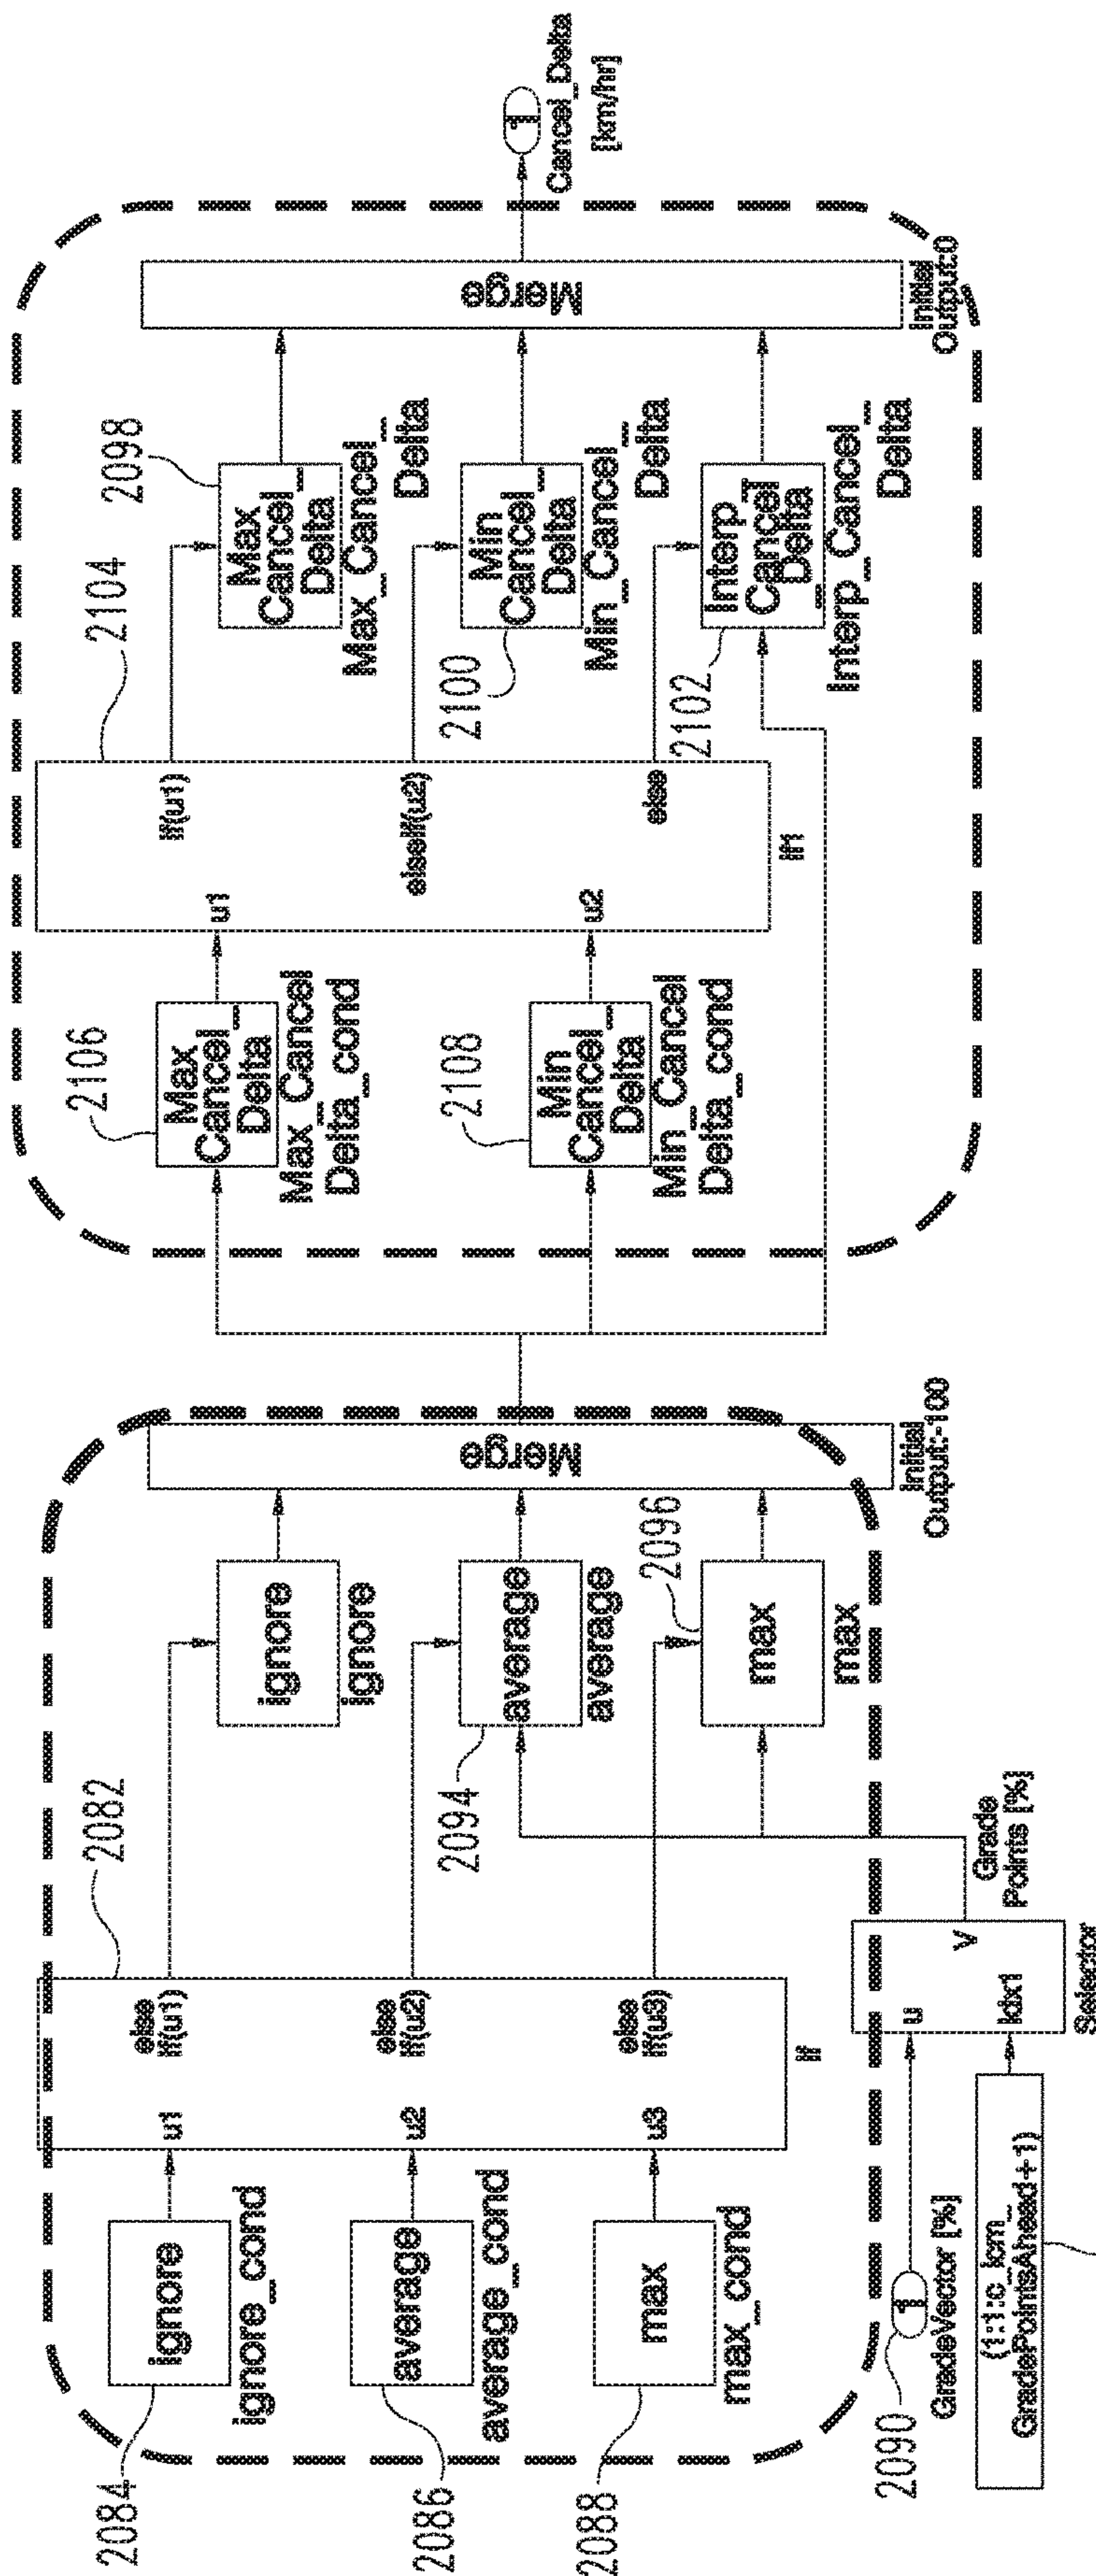 2084
ignore
ignore_cond
2086
average
average_cond
2088
max
max_cond
2082
u1
else
if(u1)
u2
else
if(u2)
u3
else
if(u3)
if
2090
1
GradeVector [%]
(1:1:c_icm_
GradePointsAhead+1)
u
Idx1
v
Selector
Grade
Points [%]
ignore
ignore
2094
average
average
2096
max
max
Merge
Initial
Output:-100
2106
Max
Cancel_
Delta
Max_Cancel_
Delta_cond
2108
Min
Cancel_
Delta
Min_Cancel_
Delta_cond
2104
u1
if(u1)
elseif(u2)
u2
else
if1
2098
Max
Cancel_
Delta
Max_Cancel_
Delta
2100
Min
Cancel_
Delta
Min_Cancel_
Delta
2102
Interp_
Cancel_
Delta
Interp_Cancel_
Delta
Merge
Initial
Output:0
1
Cancel_Delta
[km/hr]